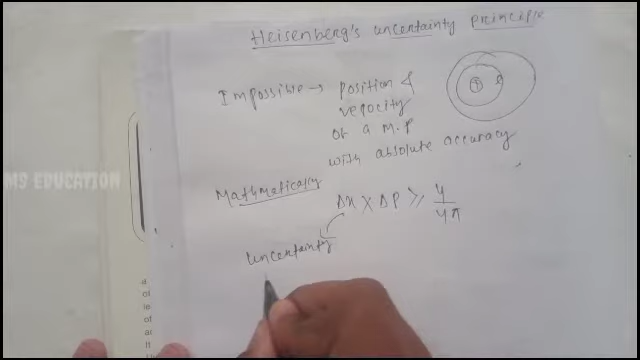 Heisenberg's uncertainty principle
Impossible → position &
velocity
of a M.P
with absolute accuracy
MS EDUCATION
Mathematically
Δx × ΔP ≥ h/4π
uncertainty